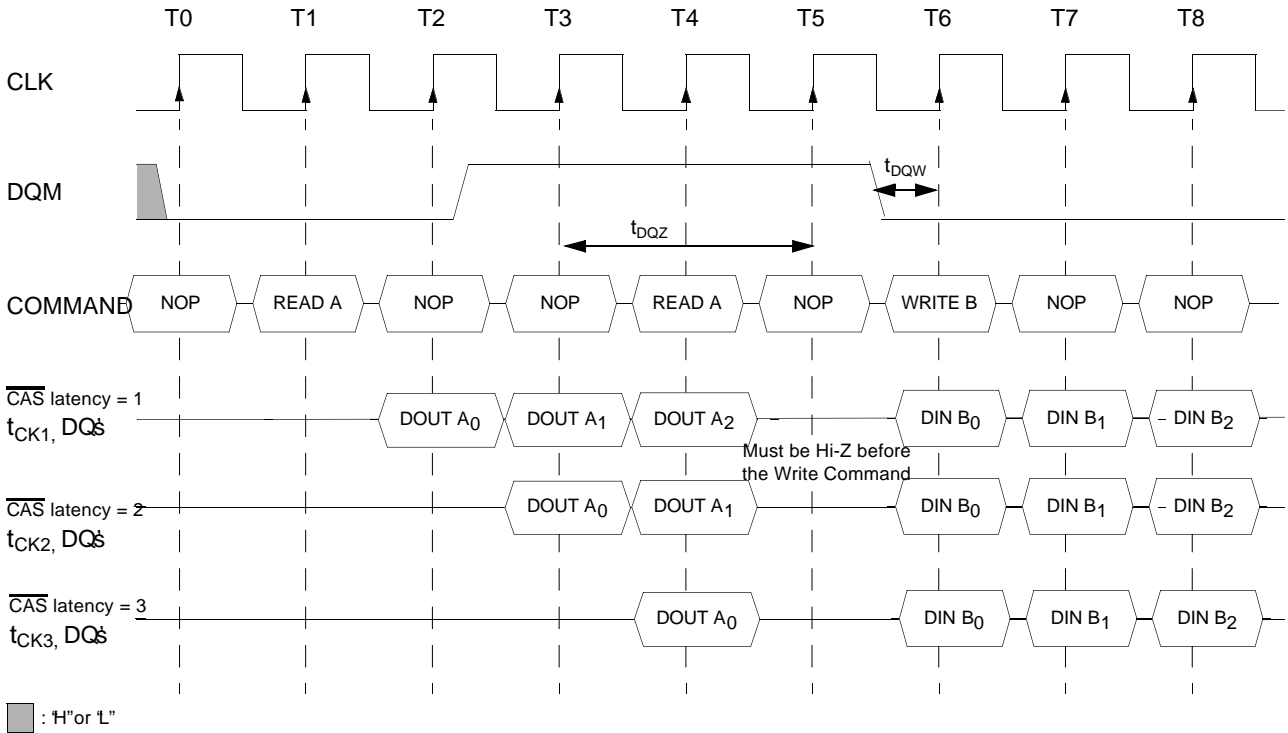 T0 T1 T2 T3 T4 T5 T6 T7 T8
CLK
DQM
tDQW
tDQZ
COMMAND NOP READ A NOP NOP READ A NOP WRITE B NOP NOP
CAS latency = 1
tCK1, DQ's
DOUT A0 DOUT A1 DOUT A2 DIN B0 DIN B1 DIN B2
Must be Hi-Z before
the Write Command
CAS latency = 2
tCK2, DQ's
DOUT A0 DOUT A1 DIN B0 DIN B1 DIN B2
CAS latency = 3
tCK3, DQ's
DOUT A0 DIN B0 DIN B1 DIN B2
: "H" or "L"